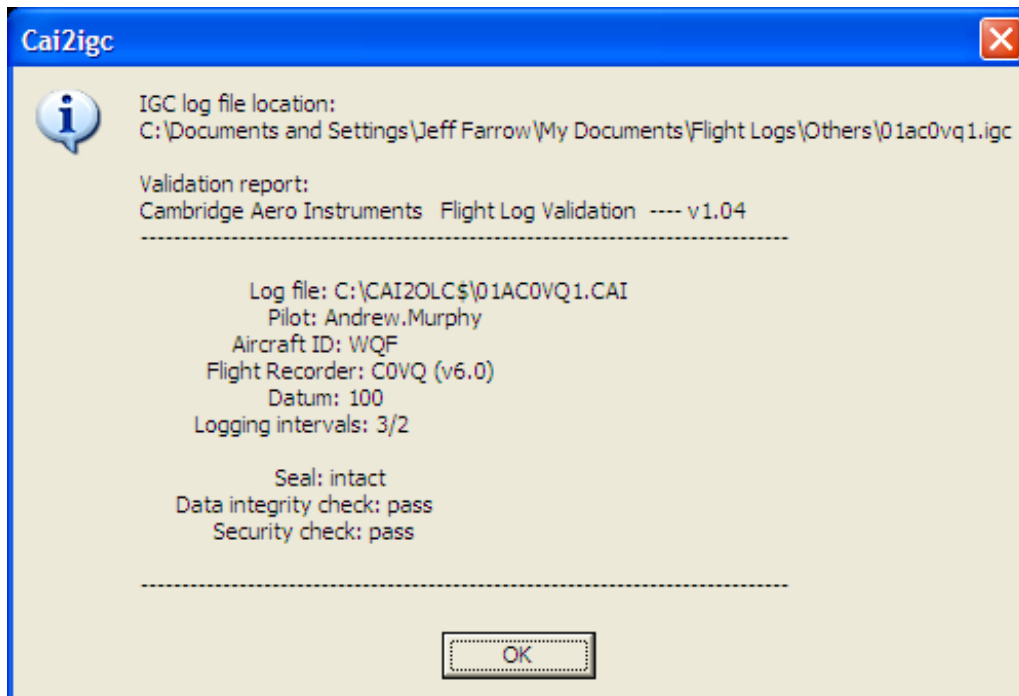 Cai2igc
IGC log file location:
C:\Documents and Settings\Jeff Farrow\My Documents\Flight Logs\Others\01ac0vq1.igc
Validation report:
Cambridge Aero Instruments   Flight Log Validation  ---- v1.04
--------------------------------------------------------------------------------
Log file: C:\CAI2OLC$\01AC0VQ1.CAI
Pilot: Andrew.Murphy
Aircraft ID: WQF
Flight Recorder: C0VQ (v6.0)
Datum: 100
Logging intervals: 3/2
Seal: intact
Data integrity check: pass
Security check: pass
--------------------------------------------------------------------------------
OK